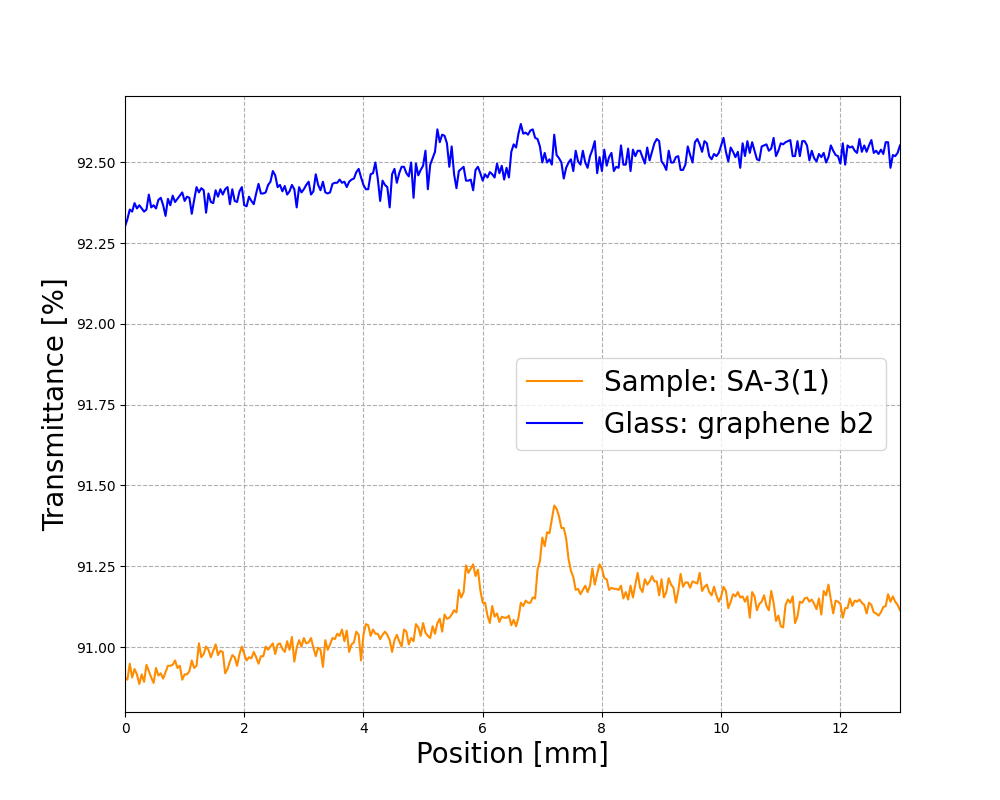 92.50
92.25
92.00
91.75
91.50
91.25
91.00
Transmittance [%]
Sample: SA-3(1)
Glass: graphene b2
0 2 4 6 8 10 12
Position [mm]